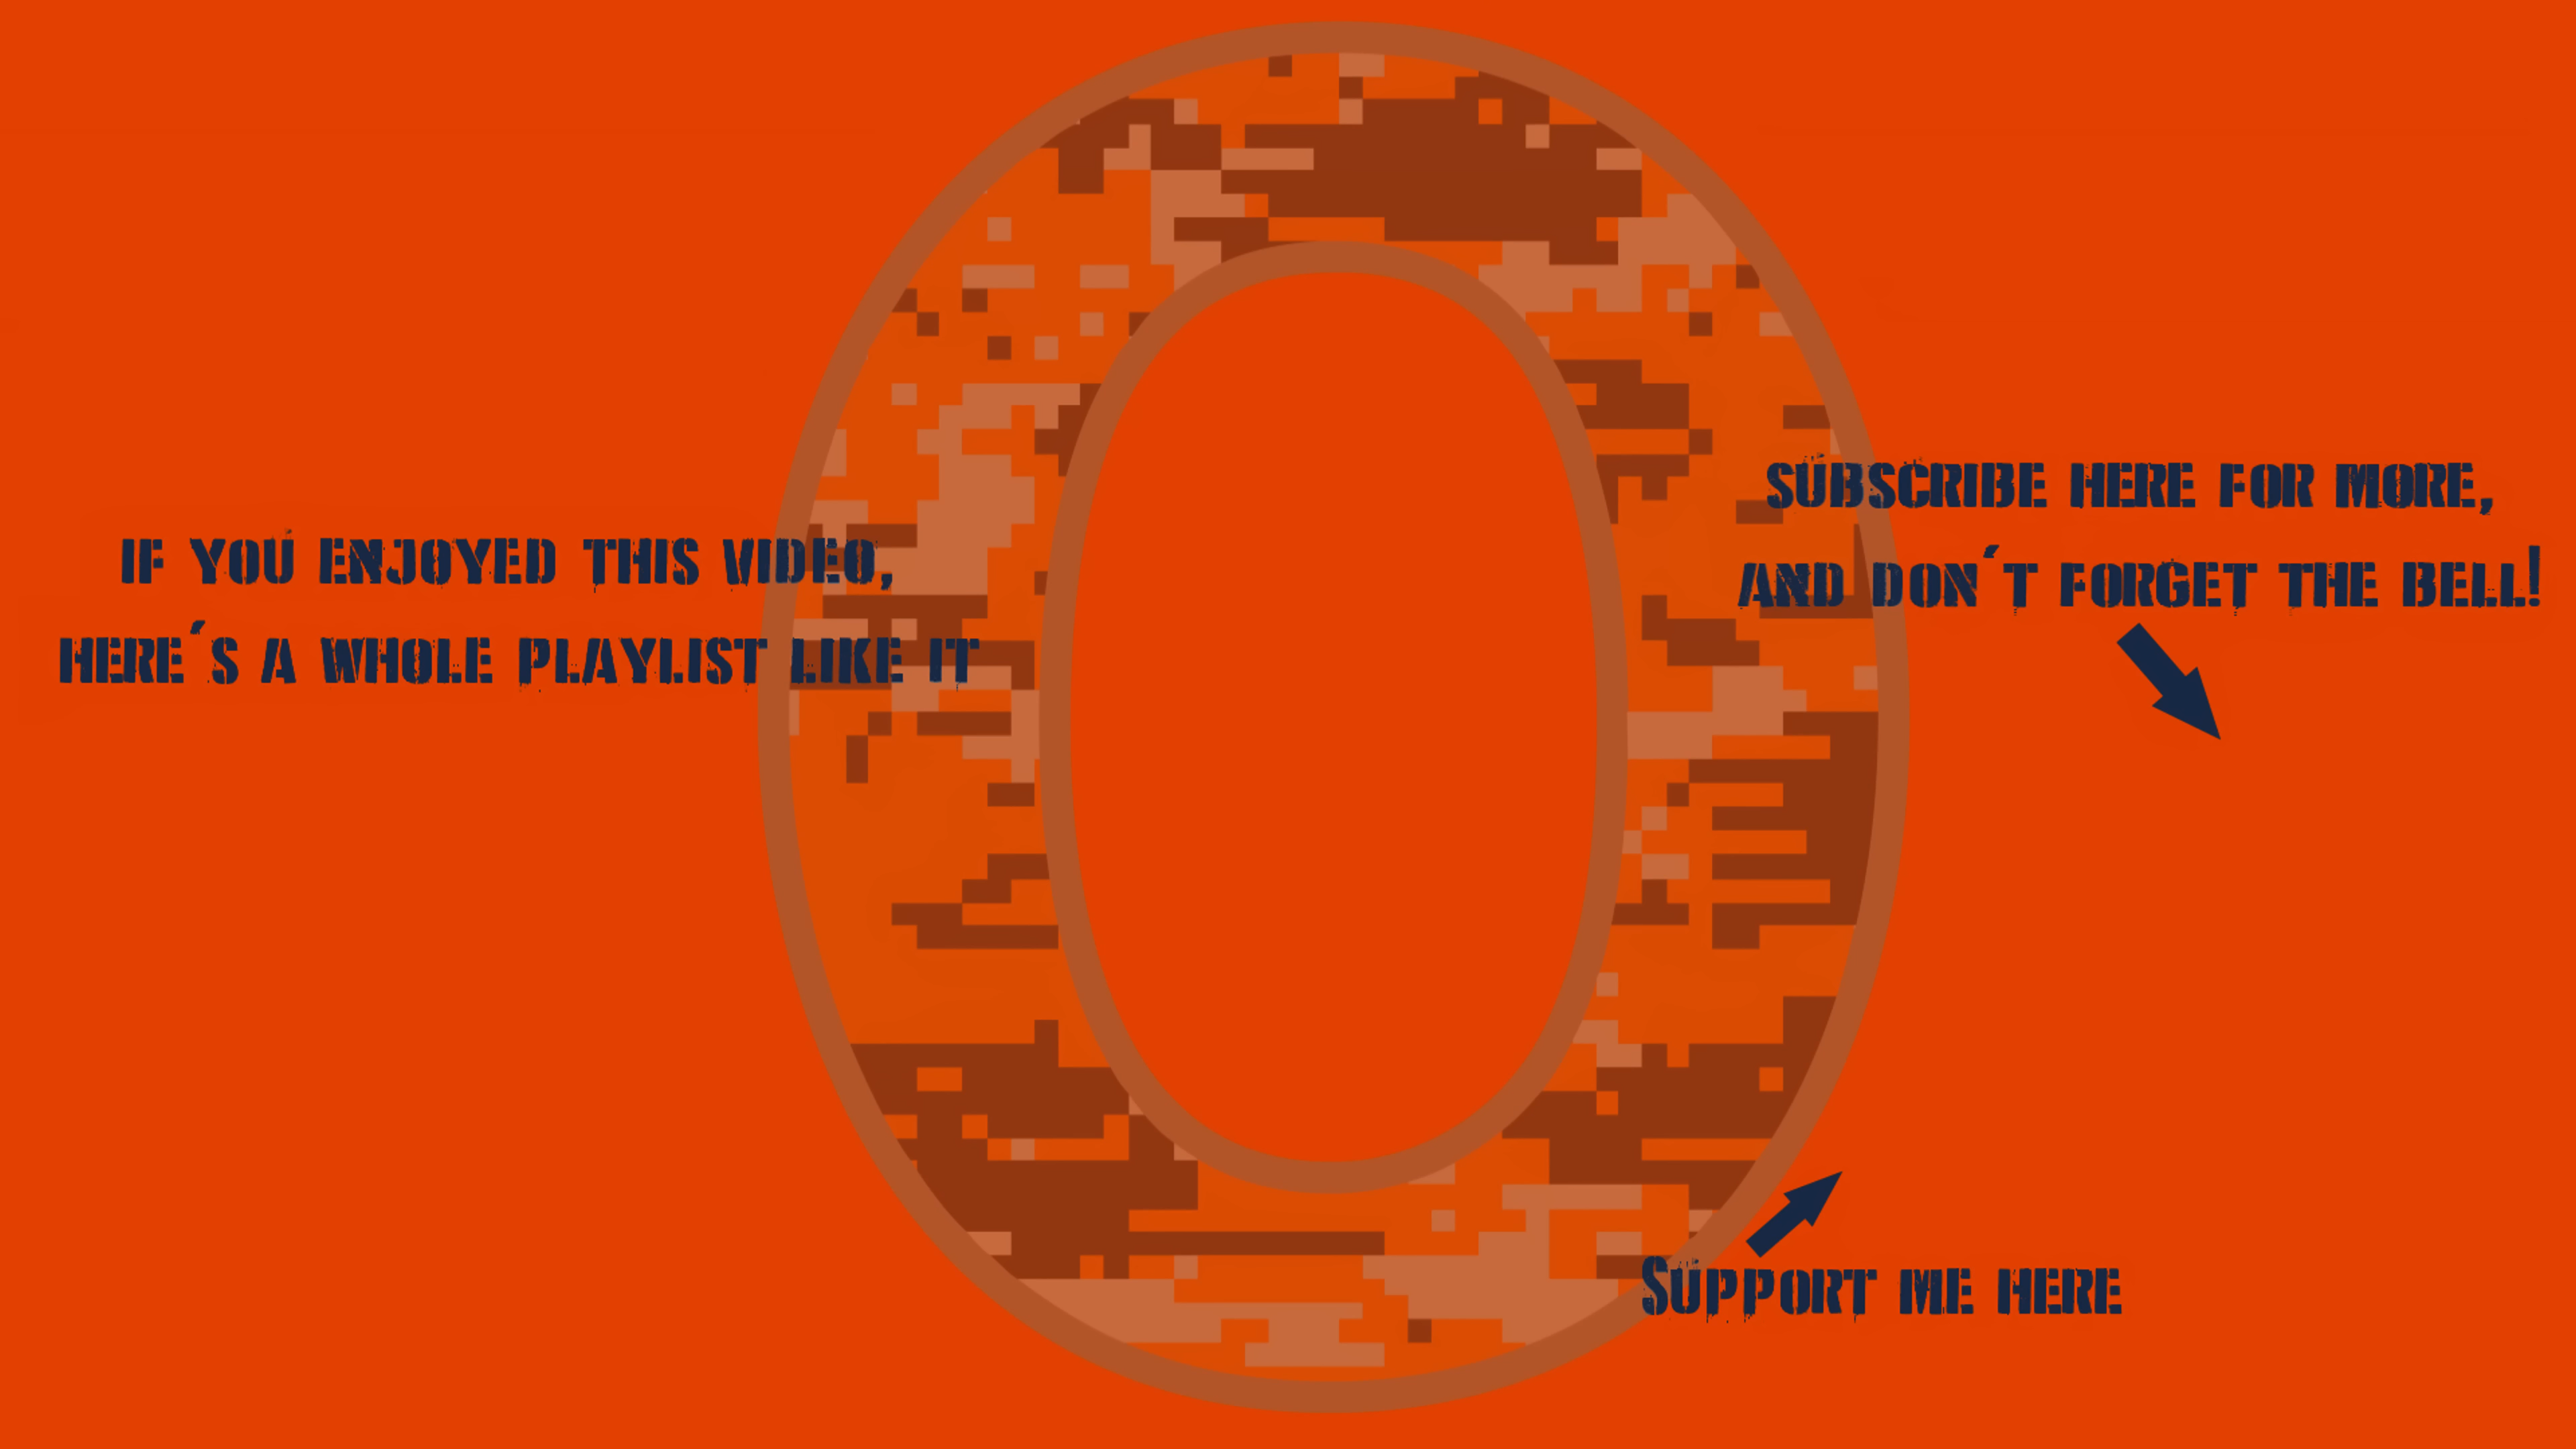 IF YOU ENJOYED THIS VIDEO,
HERE´S A WHOLE PLAYLIST LIKE IT
SUBSCRIBE HERE FOR MORE,
AND DON´T FORGET THE BELL!
SUPPORT ME HERE
O